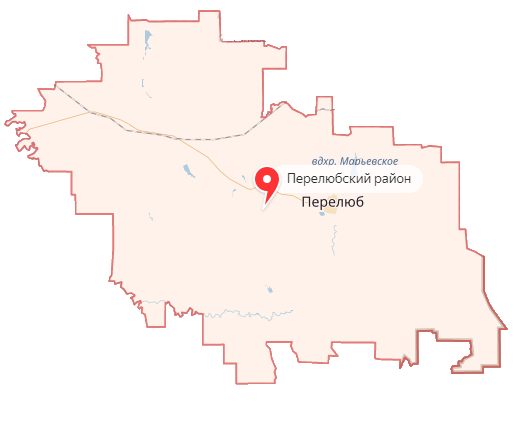 вдхр. Марьевское
Перелюбский район
Перелюб